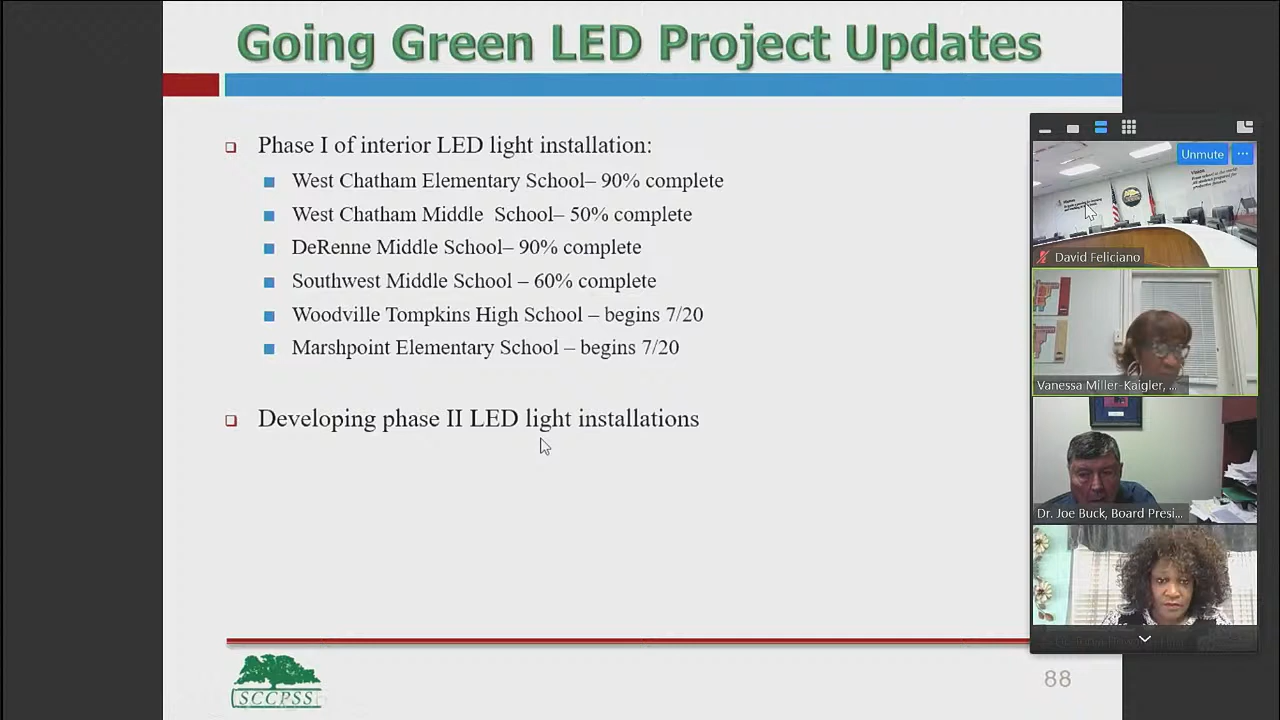 Going Green LED Project Updates
Phase I of interior LED light installation:
West Chatham Elementary School– 90% complete
West Chatham Middle School– 50% complete
DeRenne Middle School– 90% complete
Southwest Middle School – 60% complete
Woodville Tompkins High School – begins 7/20
Marshpoint Elementary School – begins 7/20
Developing phase II LED light installations
SCCPSS
88
Unmute
Vision
David Feliciano
Vanessa Miller-Kaigler, ...
Dr. Joe Buck, Board Presi...